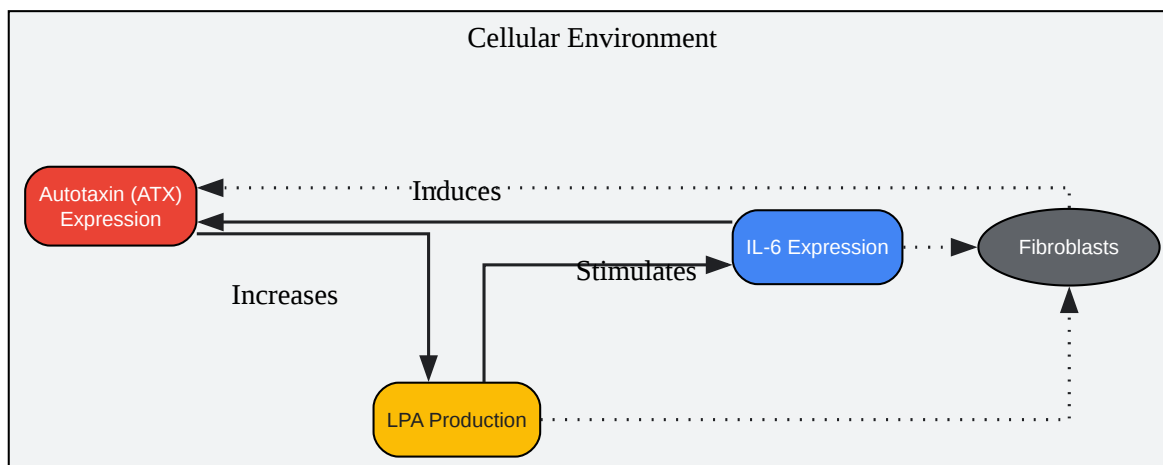 Cellular Environment
Autotaxin (ATX)
Expression
Induces
IL-6 Expression
Fibroblasts
Stimulates
Increases
LPA Production